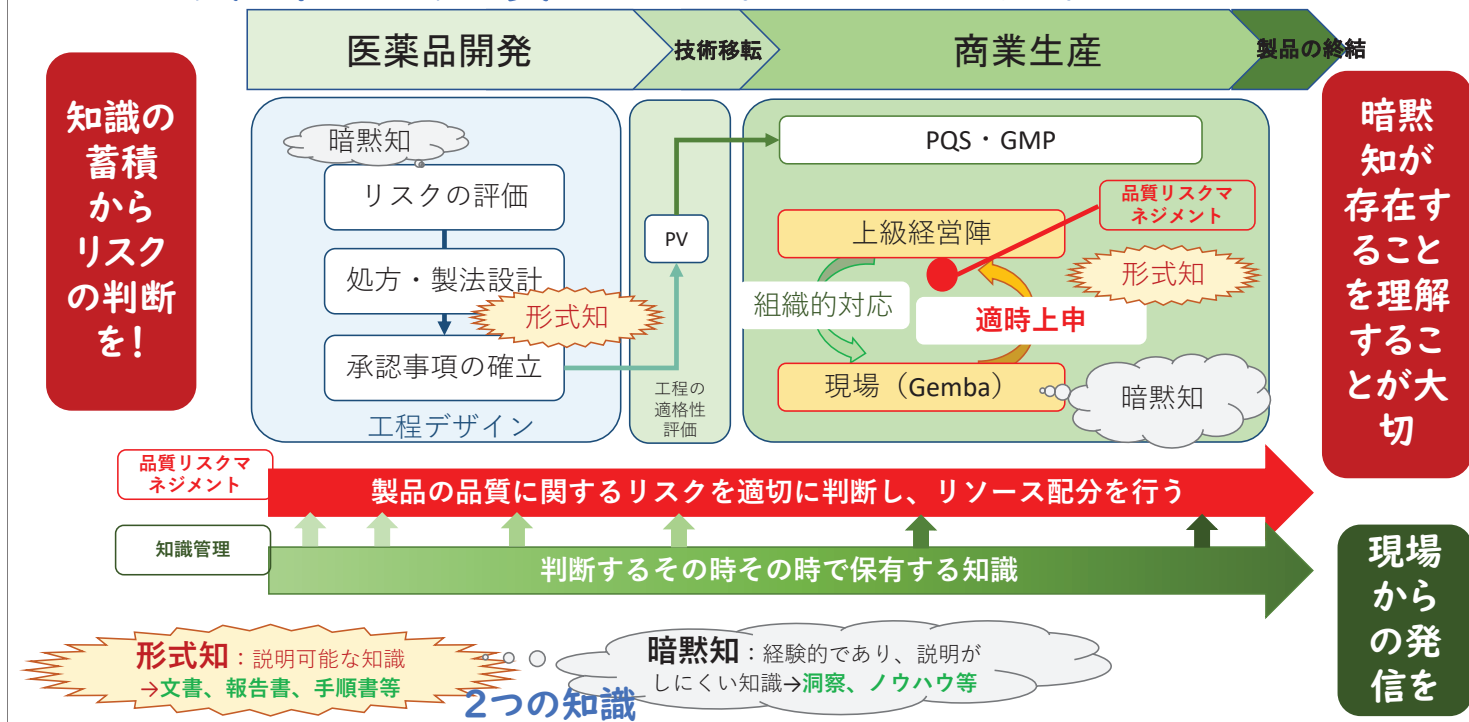 医薬品開発
技術移転
商業生産
製品の終結
知識の
蓄積
から
リスク
の判断
を!
暗黙知
リスクの評価
処方・製法設計
形式知
承認事項の確立
工程デザイン
PV
工程の
適格性
評価
PQS・GMP
品質リスクマ
ネジメント
上級経営陣
形式知
組織的対応
適時上申
現場（Gemba）
暗黙知
暗黙
知が
存在す
ること
を理解
するこ
とが大
切
品質リスクマ
ネジメント
製品の品質に関するリスクを適切に判断し、リソース配分を行う
知識管理
判断するその時その時で保有する知識
現場
から
の発
信を
形式知：説明可能な知識
→文書、報告書、手順書等
暗黙知：経験的であり、説明が
しにくい知識→洞察、ノウハウ等
2つの知識